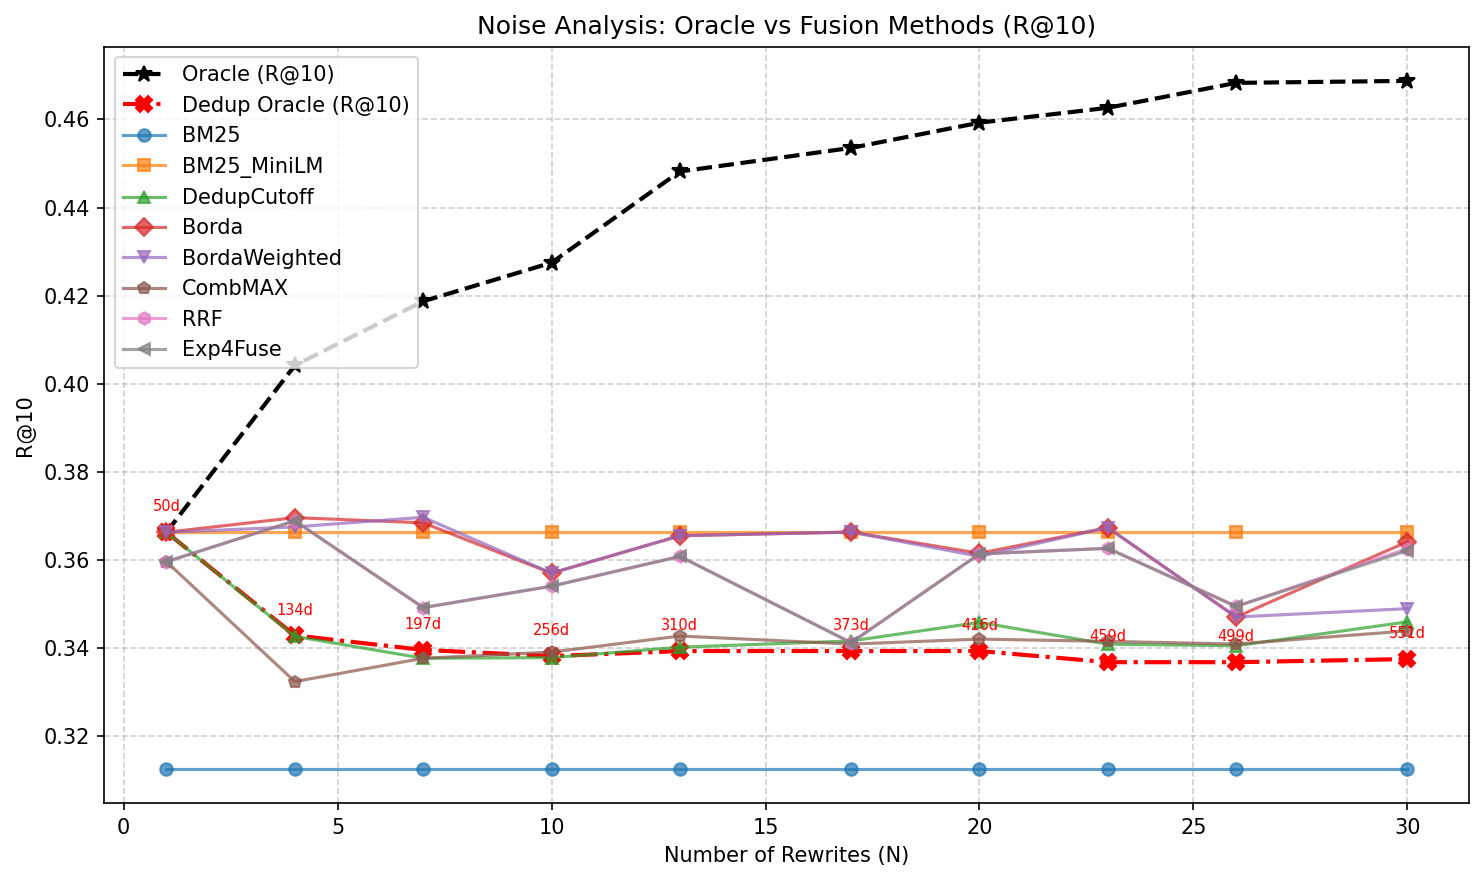 Noise Analysis: Oracle vs Fusion Methods (R@10)
Oracle (R@10)
Dedup Oracle (R@10)
BM25
BM25_MiniLM
DedupCutoff
Borda
BordaWeighted
CombMAX
RRF
Exp4Fuse
R@10
0.46
0.44
0.42
0.40
0.38
0.36
0.34
0.32
50d
134d
197d
256d
310d
373d
416d
459d
499d
551d
0
5
10
15
20
25
30
Number of Rewrites (N)